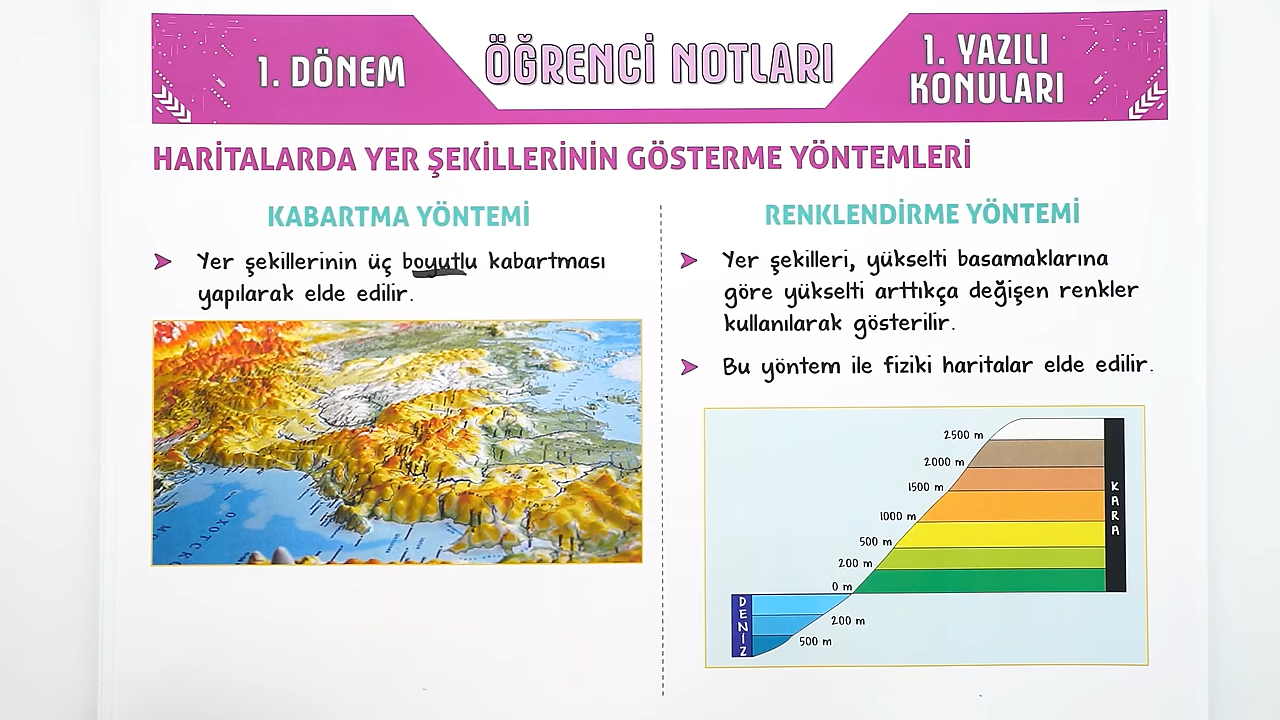 1. DÖNEM
ÖĞRENCİ NOTLARI
1. YAZILI
KONULARI
HARİTALARDA YER ŞEKİLLERİNİN GÖSTERME YÖNTEMLERİ
KABARTMA YÖNTEMİ
Yer şekillerinin üç boyutlu kabartması
yapılarak elde edilir.
ОХОТСК
RENKLENDİRME YÖNTEMİ
Yer şekilleri, yükselti basamaklarına
göre yükselti arttıkça değişen renkler
kullanılarak gösterilir.
Bu yöntem ile fiziki haritalar elde edilir.
2500 m
2000 m
1500 m
1000 m
500 m
200 m
0 m
200 m
500 m
KARA
DENİZ